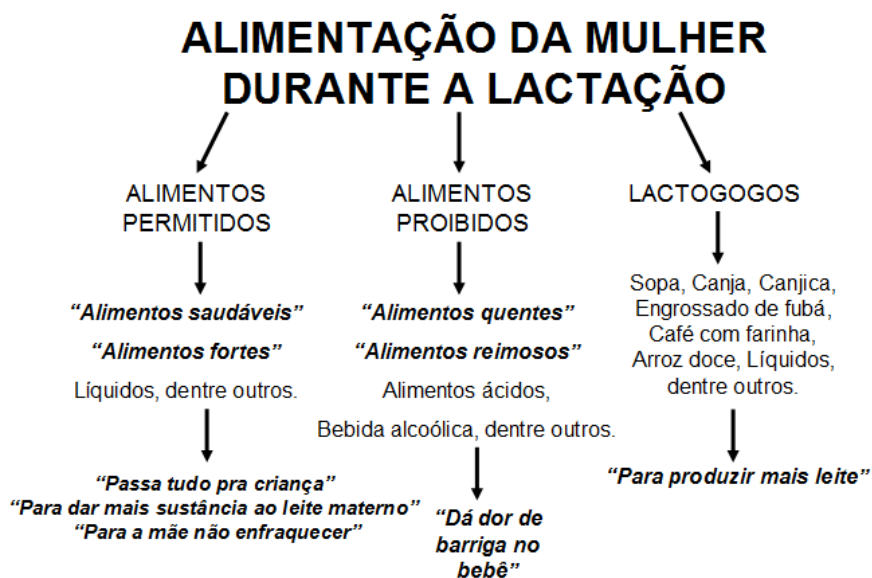 ALIMENTAÇÃO DA MULHER
DURANTE A LACTAÇÃO
ALIMENTOS
PERMITIDOS
“Alimentos saudáveis”
“Alimentos fortes”
Líquidos, dentre outros.
“Passa tudo pra criança”
“Para dar mais sustância ao leite materno”
“Para a mãe não enfraquecer”
ALIMENTOS
PROIBIDOS
“Alimentos quentes”
“Alimentos reimosos”
Alimentos ácidos,
Bebida alcoólica, dentre outros.
“Dá dor de
barriga no
bebê”
LACTOGOGOS
Sopa, Canja, Canjica,
Engrossado de fubá,
Café com farinha,
Arroz doce, Líquidos,
dentre outros.
“Para produzir mais leite”